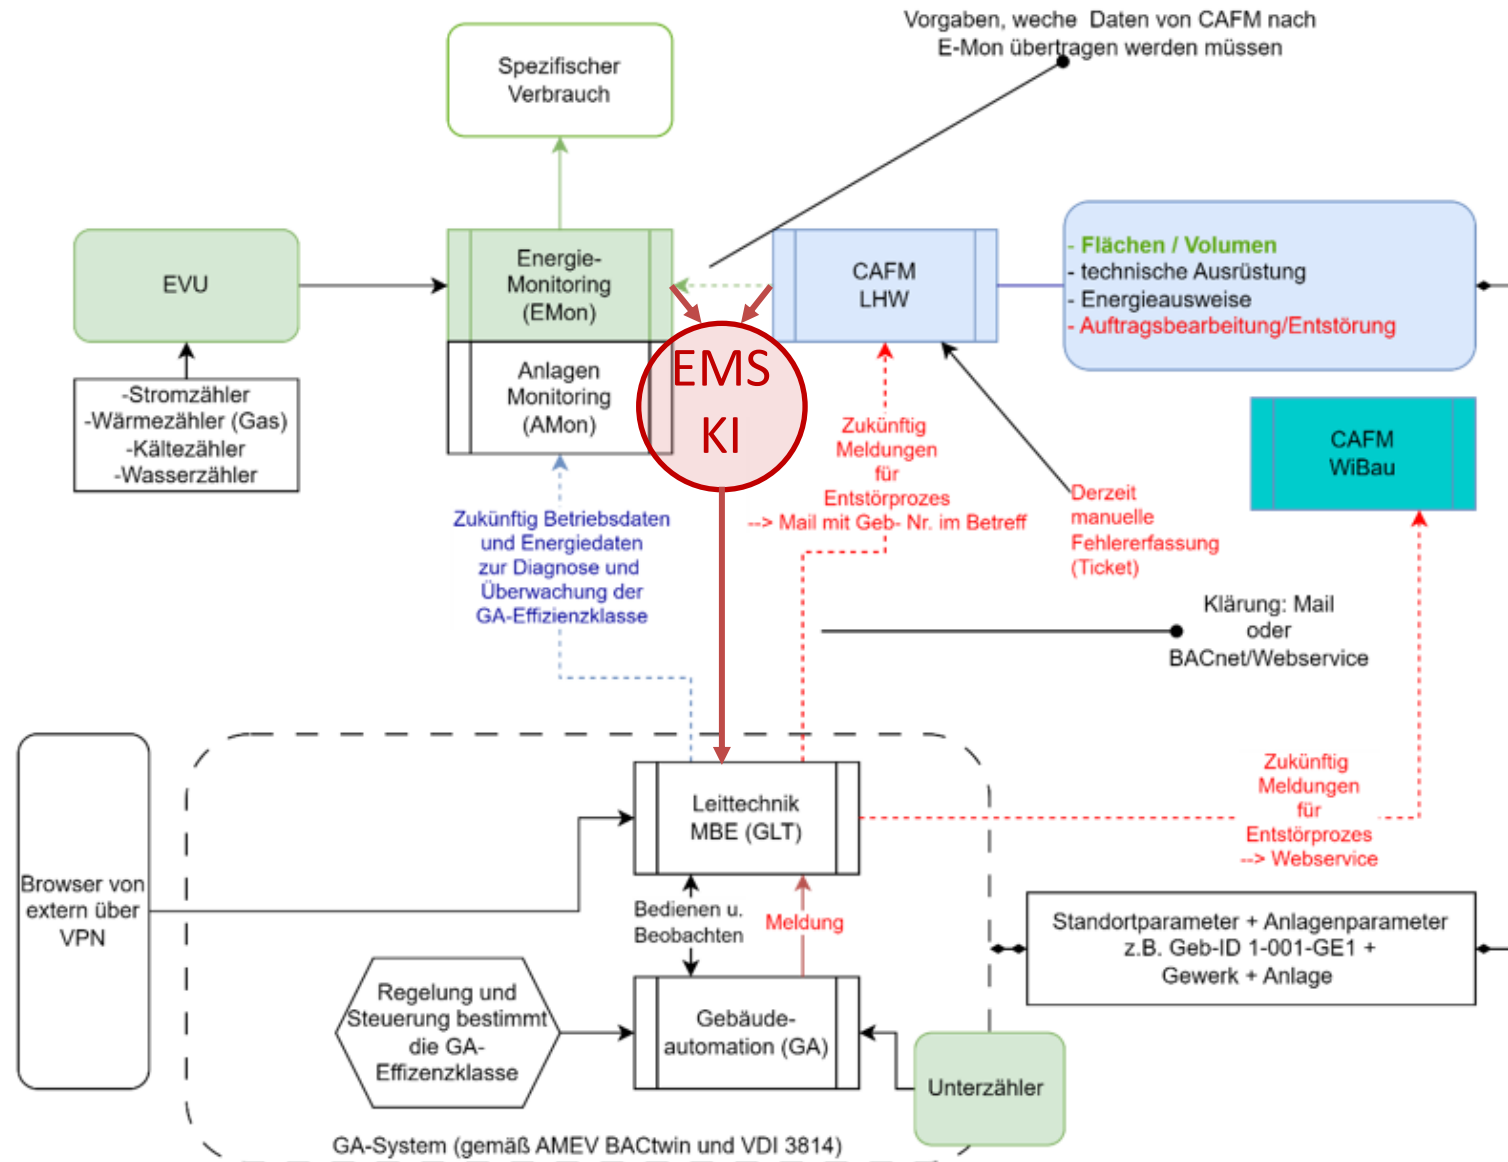 Vorgaben, weche Daten von CAFM nach
E-Mon übertragen werden müssen
Spezifischer
Verbrauch
EVU
Energie-
Monitoring
(EMon)
CAFM
LHW
- Flächen / Volumen
- technische Ausrüstung
- Energieausweise
- Auftragsbearbeitung/Entstörung
-Stromzähler
-Wärmezähler (Gas)
-Kältezähler
-Wasserzähler
Anlagen
Monitoring
(AMon)
EMS
KI
CAFM
WiBau
Zukünftig
Meldungen
für
Entstörprozes
--> Mail mit Geb- Nr. im Betreff
Derzeit
manuelle
Fehlererfassung
(Ticket)
Zukünftig Betriebsdaten
und Energiedaten
zur Diagnose und
Überwachung der
GA-Effizienzklasse
Klärung: Mail
oder
BACnet/Webservice
Leittechnik
MBE (GLT)
Zukünftig
Meldungen
für
Entstörprozes
--> Webservice
Browser von
extern über
VPN
Bedienen u.
Beobachten
Meldung
Standortparameter + Anlagenparameter
z.B. Geb-ID 1-001-GE1 +
Gewerk + Anlage
Regelung und
Steuerung bestimmt
die GA-
Effizenzklasse
Gebäude-
automation (GA)
Unterzähler
GA-System (gemäß AMEV BACtwin und VDI 3814)